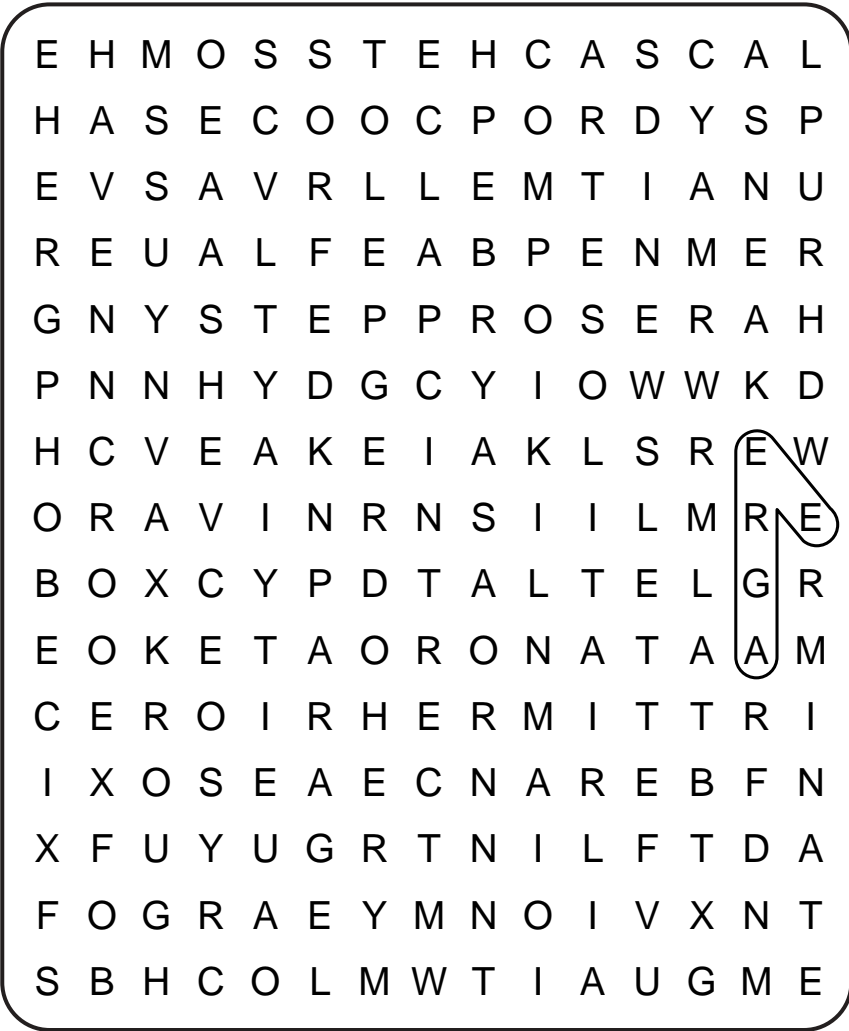 E H M O S S T E H C A S C A L
H A S E C O O C P O R D Y S P
E V S A V R L L E M T I A N U
R E U A L F E A B P E N M E R
G N Y S T E P P R O S E R A H
P N N H Y D G C Y I O W W K D
H C V E A K E I A K L S R E W
O R A V I N R N S I I L M R E
B O X C Y P D T A L T E L G R
E O K E T A O R O N A T A A M
C E R O I R H E R M I T T R I
I X O S E A E C N A R E B F N
X F U Y U G R T N I L F T D A
F O G R A E Y M N O I V X N T
S B H C O L M W T I A U G M E